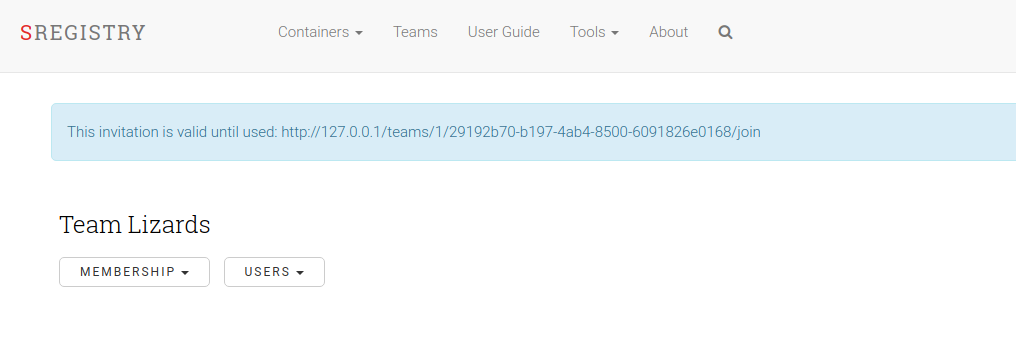 SREGISTRY Containers Teams User Guide Tools About
This invitation is valid until used: http://127.0.0.1/teams/1/29192b70-b197-4ab4-8500-6091826e0168/join
Team Lizards
MEMBERSHIP USERS